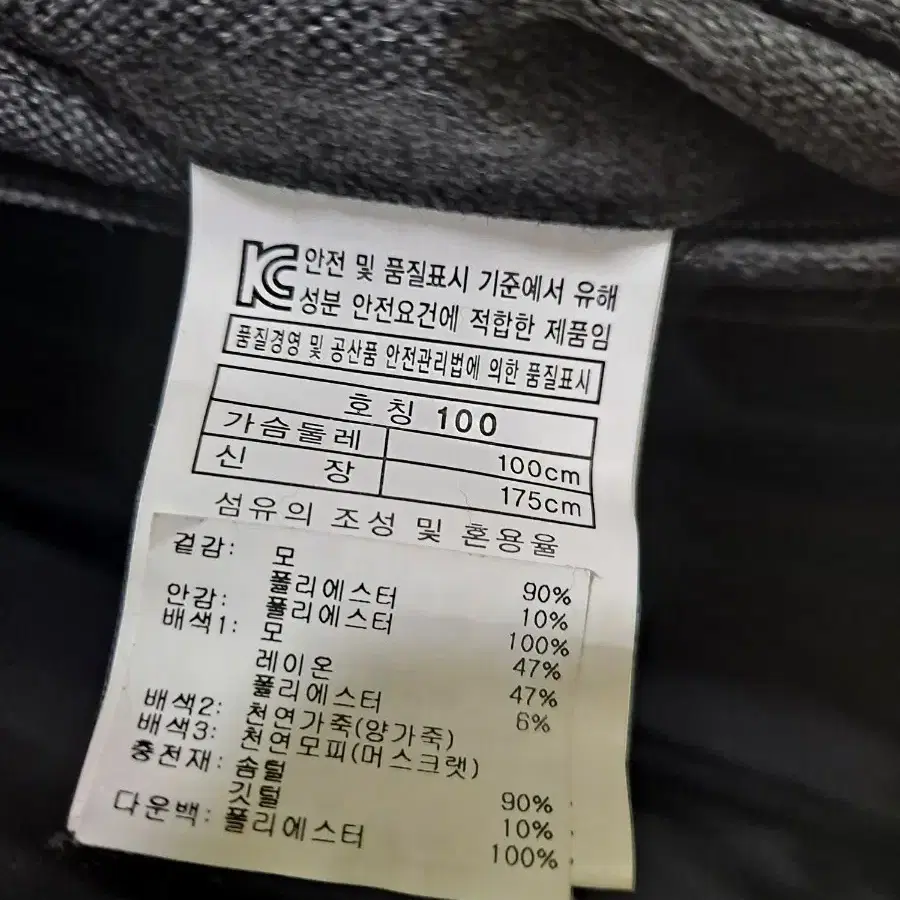 KC 안전 및 품질표시 기준에서 유해
성분 안전요건에 적합한 제품임
품질경영 및 공산품 안전관리법에 의한 품질표시
호칭 100
가슴둘레 100cm
신 장 175cm
섬유의 조성 및 혼용율
겉감: 모 90%
폴리에스터 10%
안감: 폴리에스터 100%
배색1: 모 47%
레이온 47%
폴리에스터 6%
배색2: 천연가죽(양가죽)
배색3: 천연모피(머스크랫)
충전재: 솜털 90%
깃털 10%
다운백: 폴리에스터 100%